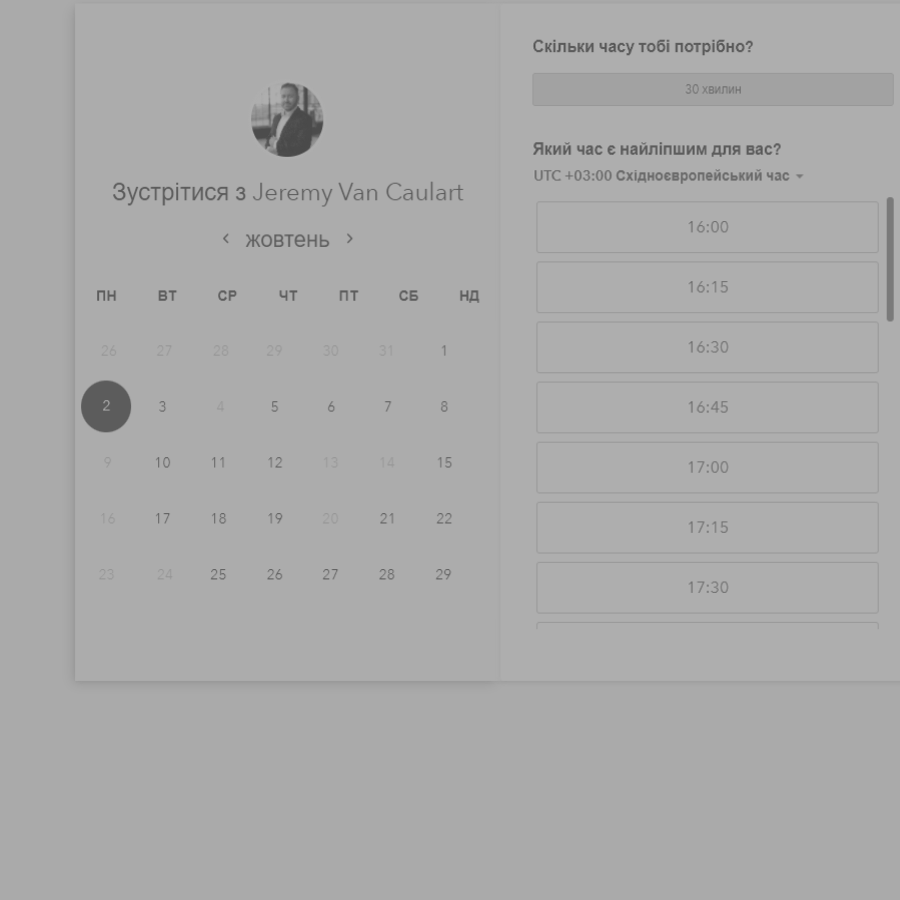 Зустрітися з Jeremy Van Caulart
жовтень
ПН ВТ СР ЧТ ПТ СБ НД
26 27 28 29 30 31 1
2 3 4 5 6 7 8
9 10 11 12 13 14 15
16 17 18 19 20 21 22
23 24 25 26 27 28 29
Скільки часу тобі потрібно?
30 хвилин
Який час є найліпшим для вас?
UTC +03:00 Східноєвропейський час
16:00
16:15
16:30
16:45
17:00
17:15
17:30